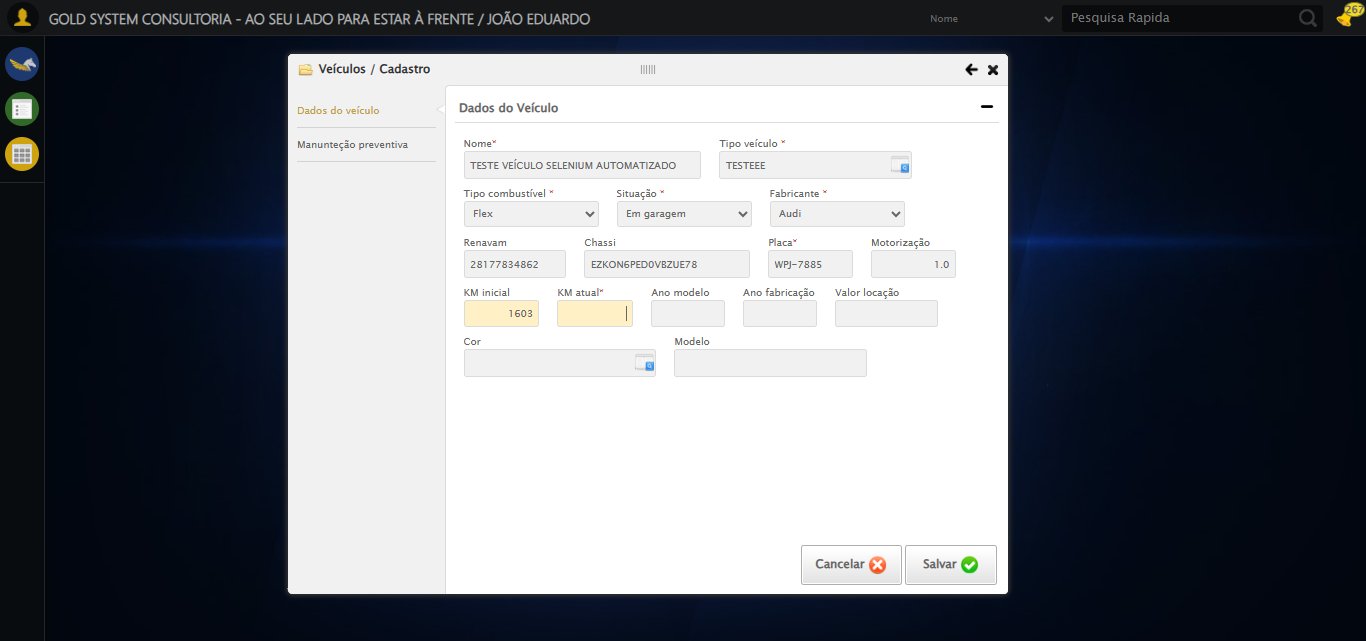 GOLD SYSTEM CONSULTORIA - AO SEU LADO PARA ESTAR À FRENTE / JOÃO EDUARDO
Nome
Pesquisa Rapida
267
Veículos / Cadastro
Dados do veículo
Manunteção preventiva
Dados do Veículo
Nome* Tipo veículo *
TESTE VEÍCULO SELENIUM AUTOMATIZADO TESTEEE
Tipo combustível * Situação * Fabricante *
Flex Em garagem Audi
Renavam Chassi Placa* Motorização
28177834862 EZKON6PED0VBZUE78 WPJ-7885 1.0
KM inicial KM atual* Ano modelo Ano fabricação Valor locação
1603
Cor Modelo
Cancelar Salvar